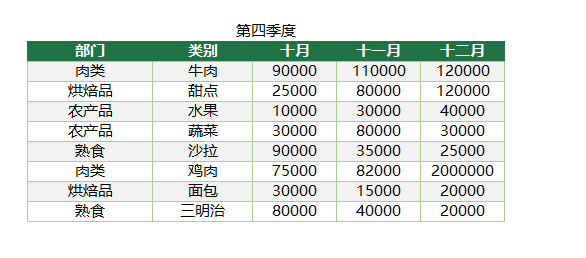 第四季度
部门 类别 十月 十一月 十二月
肉类 牛肉 90000 110000 120000
烘焙品 甜点 25000 80000 120000
农产品 水果 10000 30000 40000
农产品 蔬菜 30000 80000 30000
熟食 沙拉 90000 35000 25000
肉类 鸡肉 75000 82000 2000000
烘焙品 面包 30000 15000 20000
熟食 三明治 80000 40000 20000